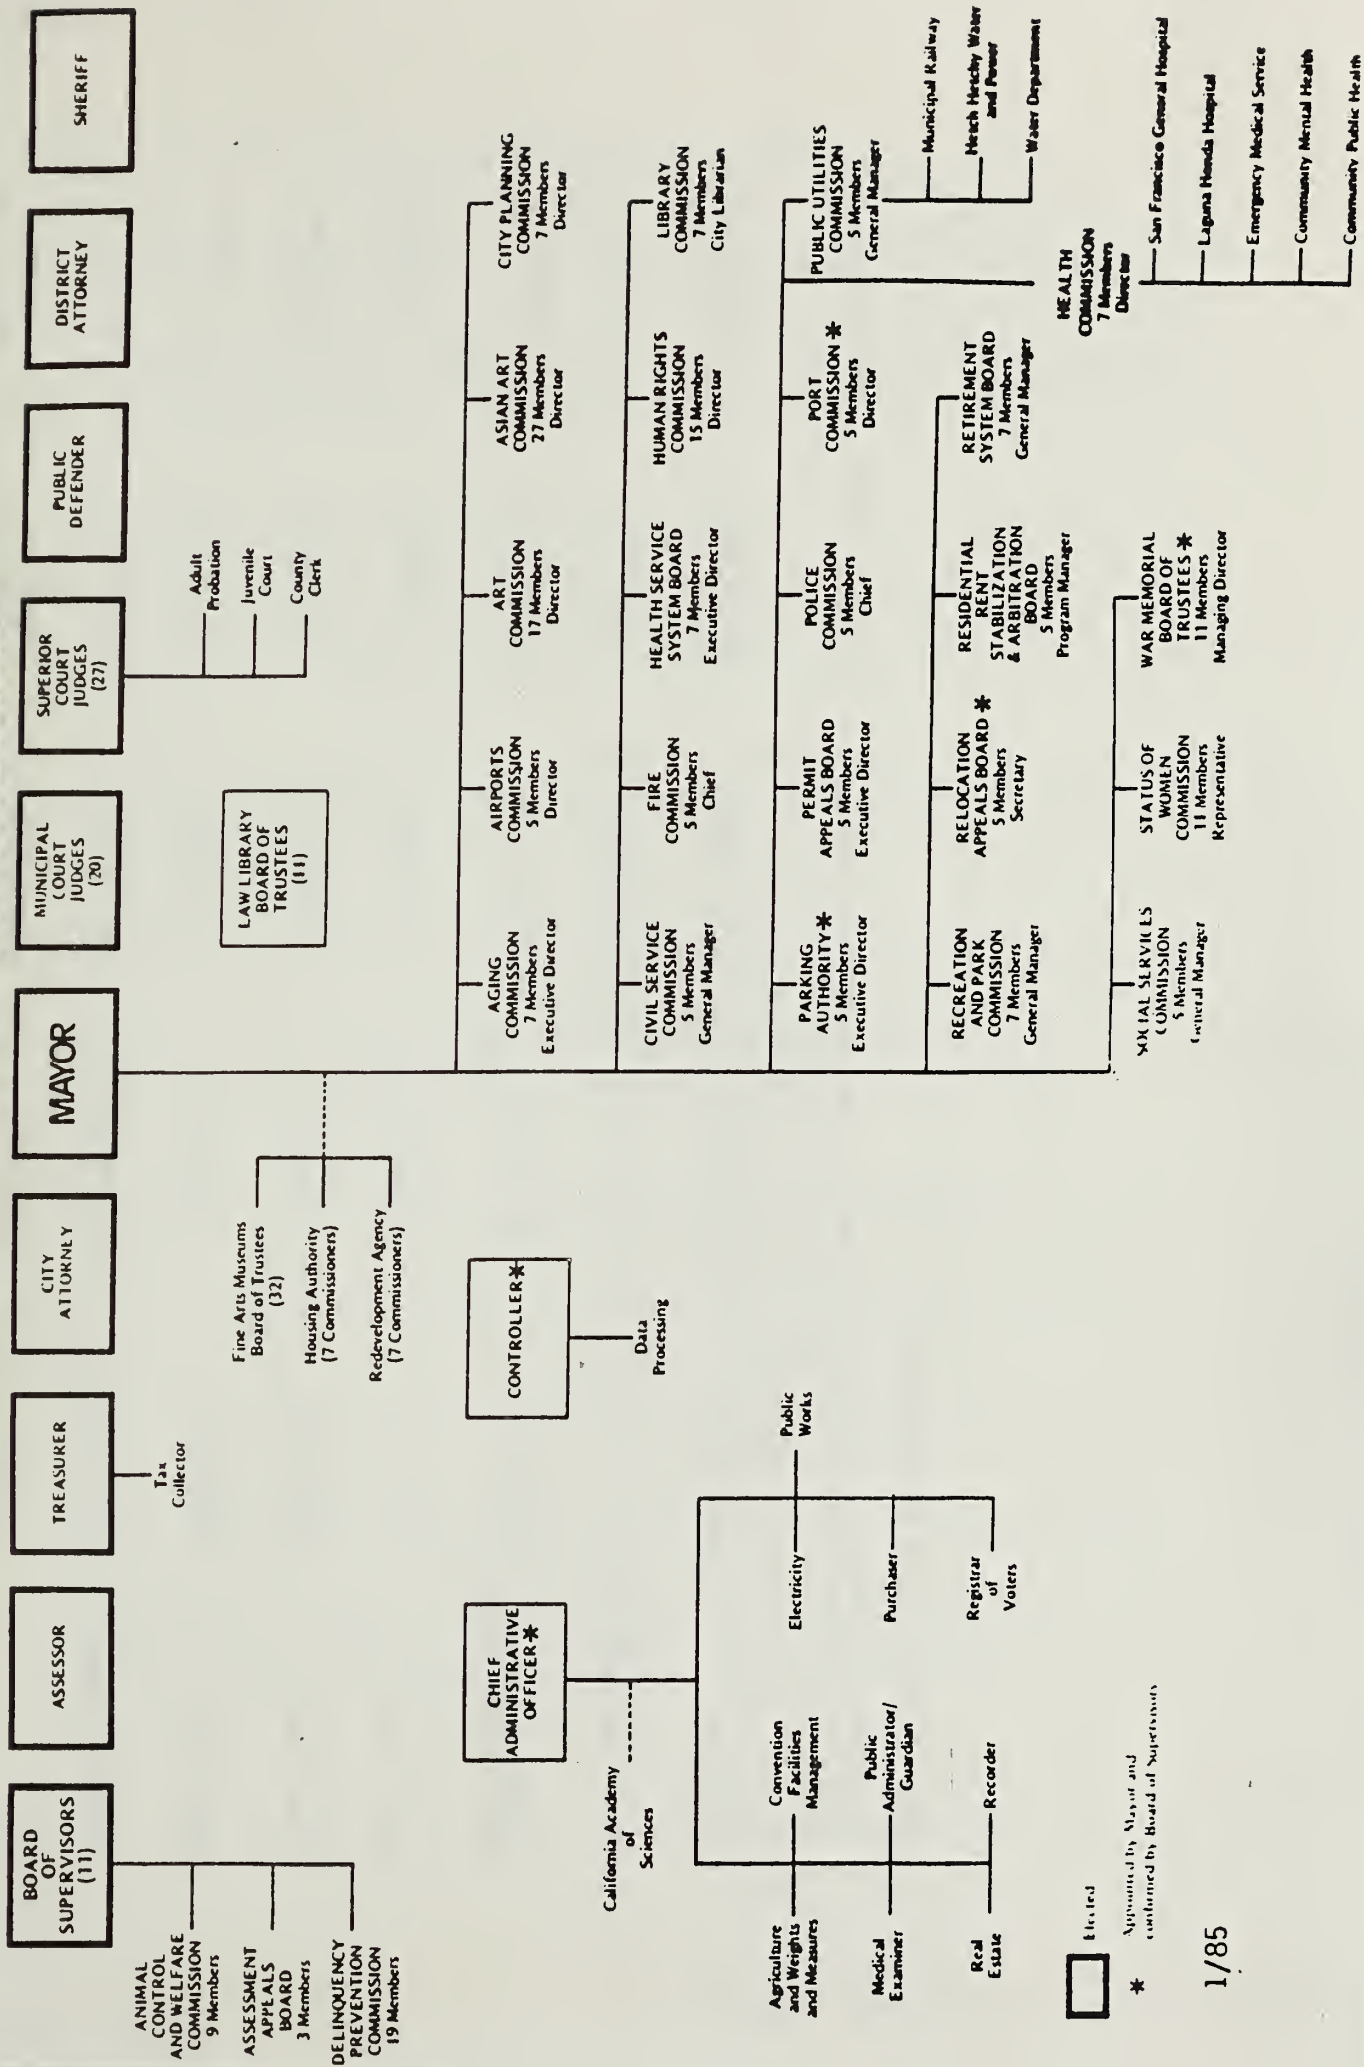 BOARD
OF
SUPERVISORS
(11)
ASSESSOR
TREASURER
CITY
ATTORNEY
MAYOR
MUNICIPAL
COURT
JUDGES
(20)
SUPERIOR
COURT
JUDGES
(27)
PUBLIC
DEFENDER
DISTRICT
ATTORNEY
SHERIFF
ANIMAL
CONTROL
AND WELFARE
COMMISSION
9 Members
ASSESSMENT
APPEALS
BOARD
3 Members
DELINQUENCY
PREVENTION
COMMISSION
19 Members
Tax
Collector
Fine Arts Museums
Board of Trustees
(32)
Housing Authority
(7 Commissioners)
Redevelopment Agency
(7 Commissioners)
LAW LIBRARY
BOARD OF
TRUSTEES
(11)
Adult
Probation
Juvenile
Court
County
Clerk
CHIEF
ADMINISTRATIVE
OFFICER*
California Academy
of
Sciences
Agriculture
and Weights
and Measures
Convention
Facilities
Management
Medical
Examiner
Public
Administrator/
Guardian
Real
Estate
Recorder
Electricity
Public
Works
Purchaser
Registrar
of
Voters
CONTROLLER*
Data
Processing
AGING
COMMISSION
7 Members
Executive Director
AIRPORTS
COMMISSION
5 Members
Director
ART
COMMISSION
17 Members
Director
ASIAN ART
COMMISSION
27 Members
Director
CITY PLANNING
COMMISSION
7 Members
Director
CIVIL SERVICE
COMMISSION
5 Members
General Manager
FIRE
COMMISSION
5 Members
Chief
HEALTH SERVICE
SYSTEM BOARD
7 Members
Executive Director
HUMAN RIGHTS
COMMISSION
15 Members
Director
LIBRARY
COMMISSION
7 Members
City Librarian
PARKING
AUTHORITY*
5 Members
Executive Director
PERMIT
APPEALS BOARD
5 Members
Executive Director
POLICE
COMMISSION
5 Members
Chief
PORT
COMMISSION*
5 Members
Director
PUBLIC UTILITIES
COMMISSION
5 Members
General Manager
Municipal Railway
Hetch Hetchy Water
and Power
Water Department
RECREATION
AND PARK
COMMISSION
7 Members
General Manager
RELOCATION
APPEALS BOARD*
5 Members
Secretary
RESIDENTIAL
RENT
STABILIZATION
& ARBITRATION
BOARD
5 Members
Program Manager
RETIREMENT
SYSTEM BOARD
7 Members
General Manager
HEALTH
COMMISSION
7 Members
Director
San Francisco General Hospital
Laguna Honda Hospital
Emergency Medical Service
Community Mental Health
Community Public Health
SOCIAL SERVICES
COMMISSION
5 Members
General Manager
STATUS OF
WOMEN
COMMISSION
11 Members
Representative
WAR MEMORIAL
BOARD OF
TRUSTEES*
11 Members
Managing Director
Elected
* Appointed by Mayor and
confirmed by Board of Supervisors
1/85